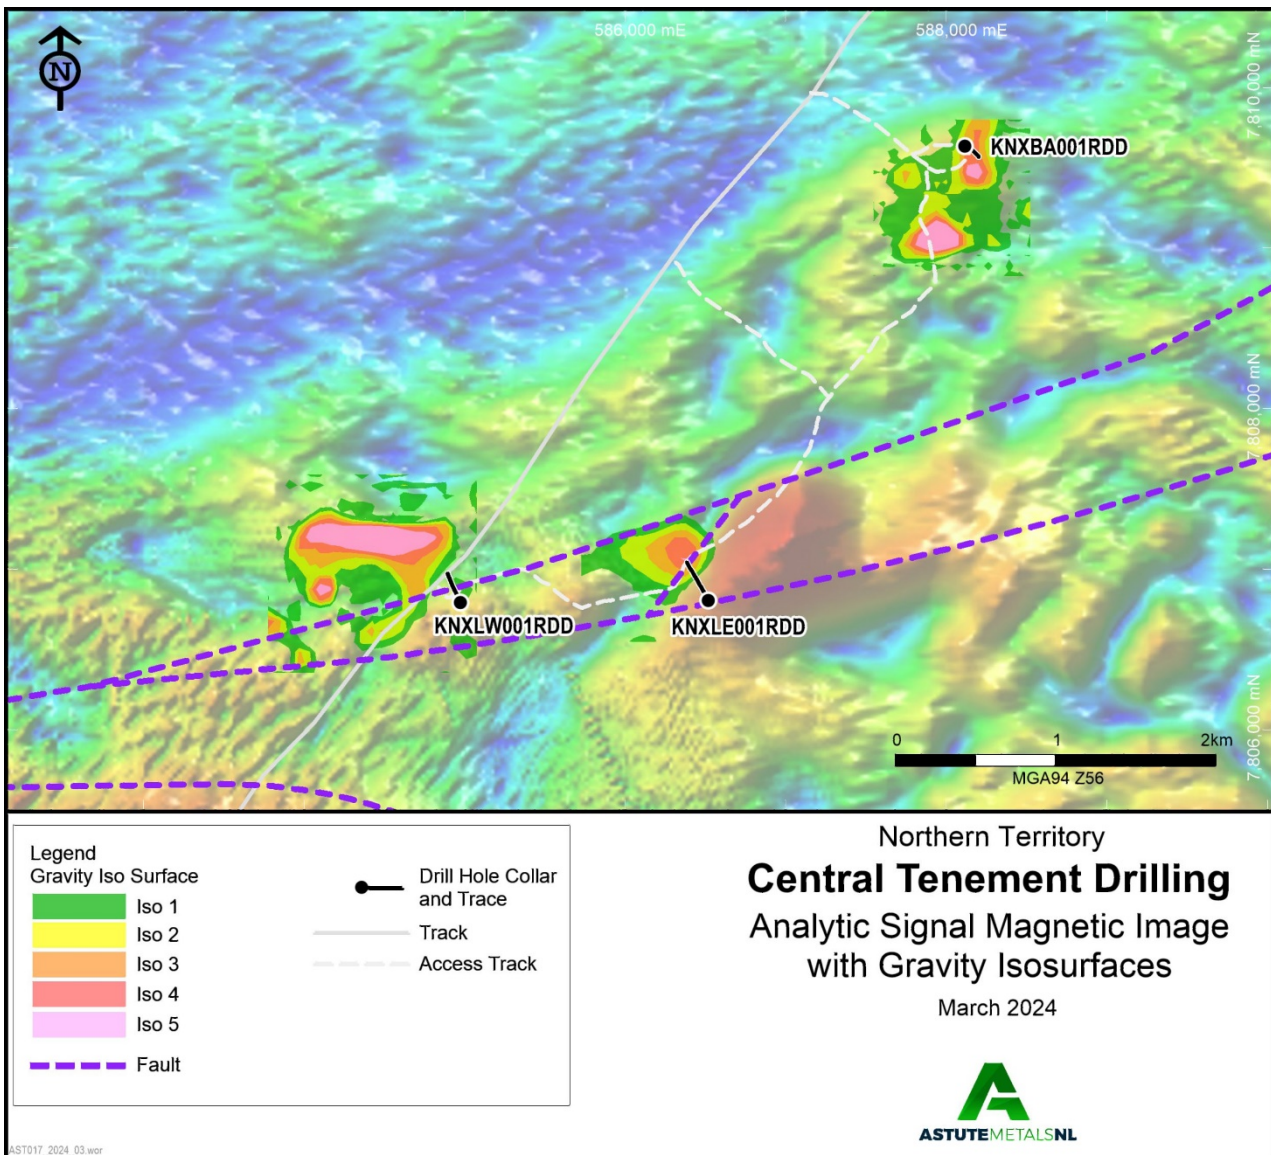 586,000 mE
588,000 mE
N
7,810,000 mN
KNXBA001RDD
7,808,000 mN
KNXLW001RDD
KNXLE001RDD
7,806,000 mN
0 1 2km
MGA94 Z56
Legend
Gravity Iso Surface
Iso 1
Iso 2
Iso 3
Iso 4
Iso 5
Fault
Drill Hole Collar
and Trace
Track
Access Track
Northern Territory
Central Tenement Drilling
Analytic Signal Magnetic Image
with Gravity Isosurfaces
March 2024
ASTUTEMETALSNL
AST017_2024_03.wor